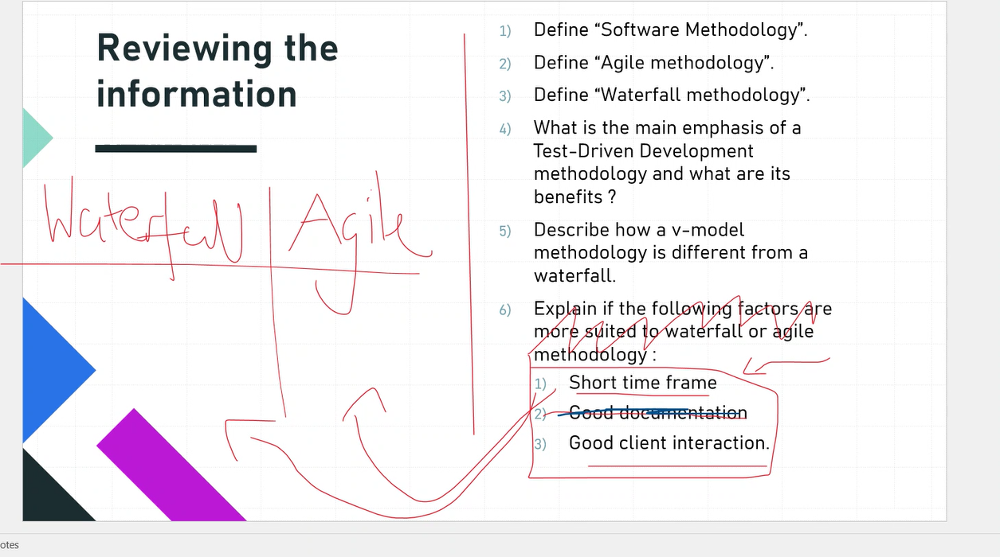 Reviewing the
information
Waterfall | Agile
1) Define “Software Methodology”.
2) Define “Agile methodology”.
3) Define “Waterfall methodology”.
4) What is the main emphasis of a
Test-Driven Development
methodology and what are its
benefits ?
5) Describe how a v-model
methodology is different from a
waterfall.
6) Explain if the following factors are
more suited to waterfall or agile
methodology :
1) Short time frame
2) Good documentation
3) Good client interaction.
otes